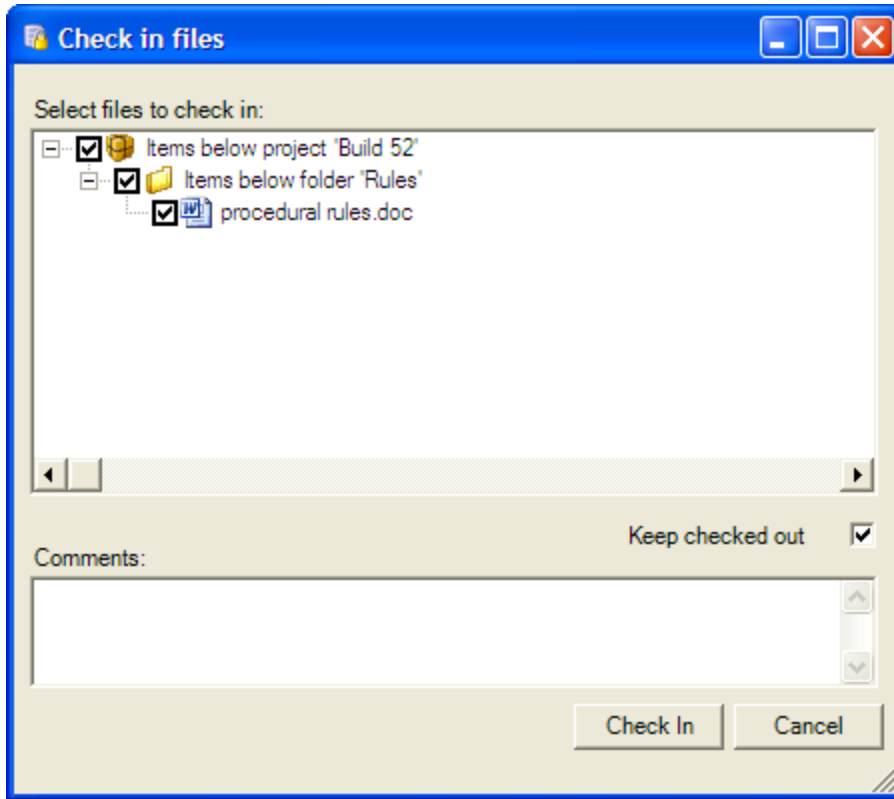 Check in files
Select files to check in:
Items below project 'Build 52'
Items below folder 'Rules'
procedural rules.doc
Keep checked out
Comments:
Check In Cancel